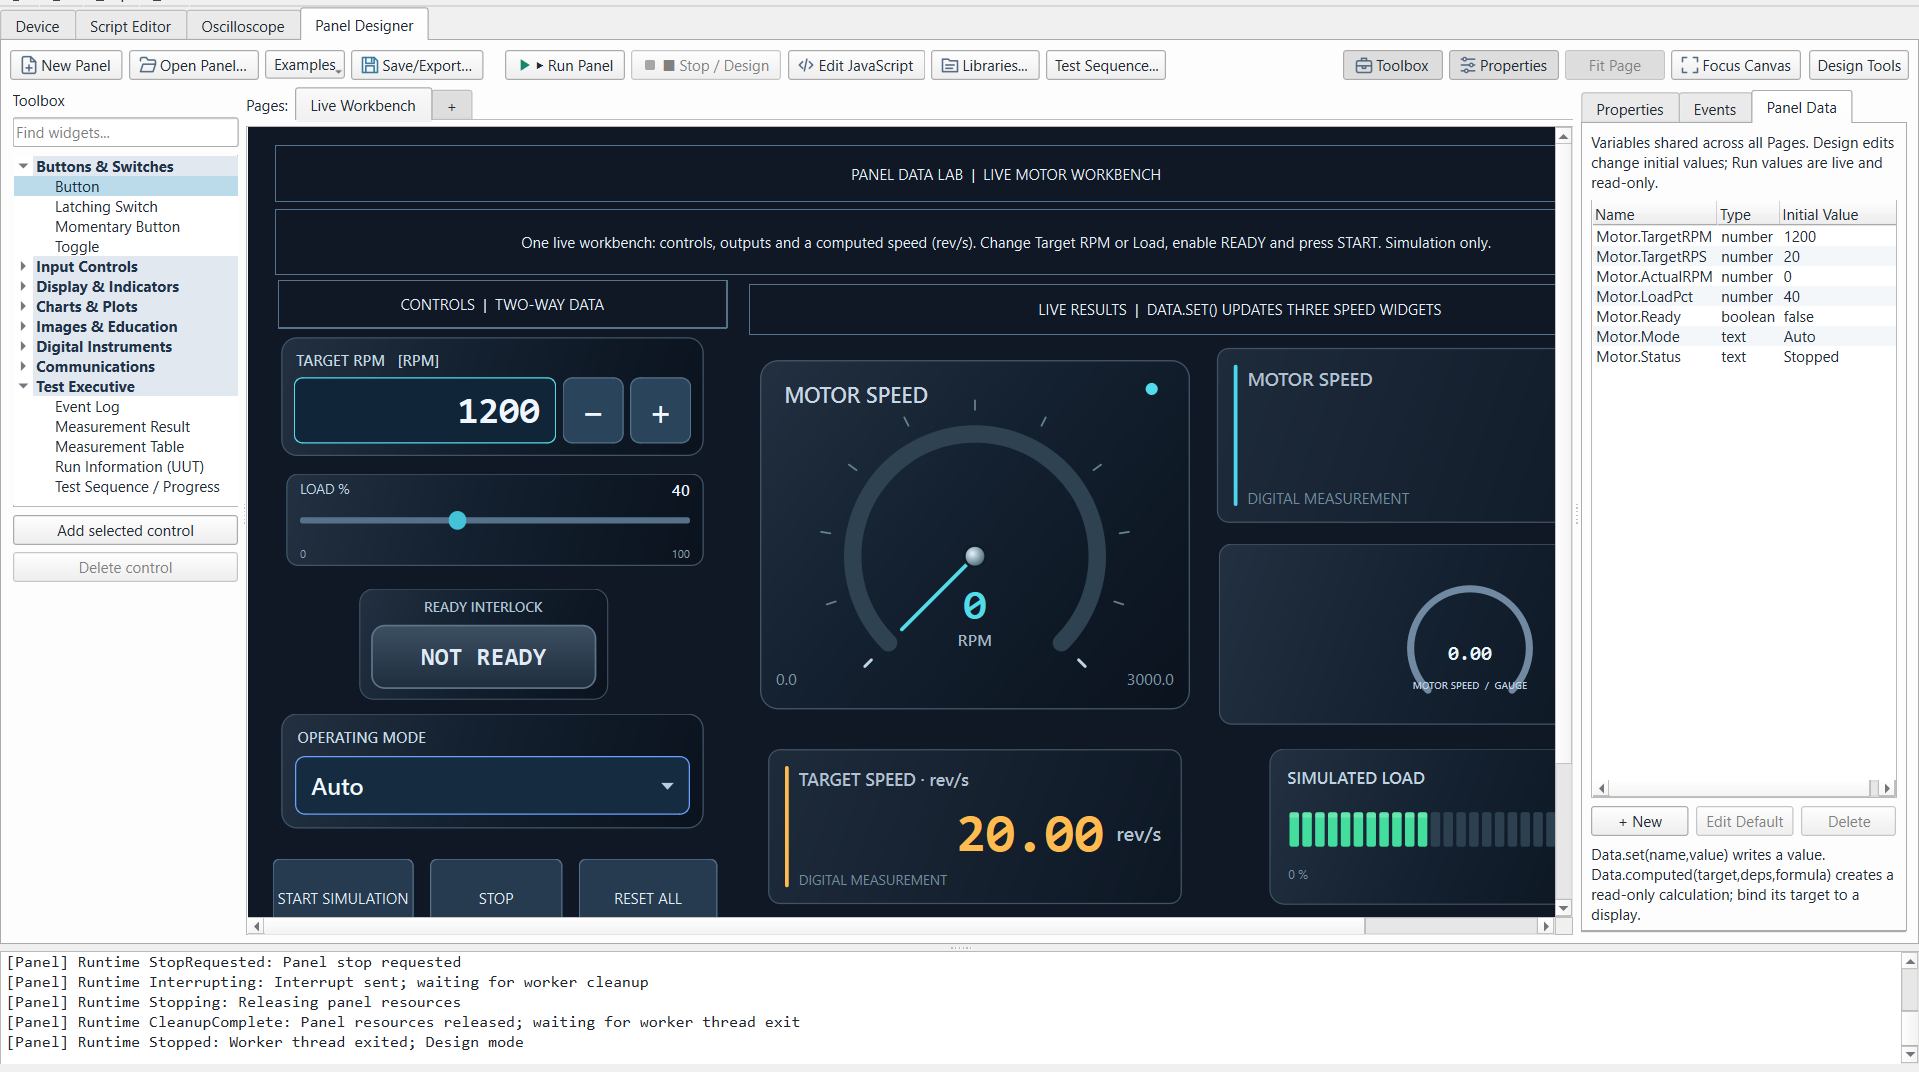 Device
Script Editor
Oscilloscope
Panel Designer
New Panel
Open Panel...
Examples
Save/Export...
Run Panel
Stop / Design
</> Edit JavaScript
Libraries...
Test Sequence...
Toolbox
Properties
Fit Page
Focus Canvas
Design Tools
Toolbox
Find widgets...
Buttons & Switches
Button
Latching Switch
Momentary Button
Toggle
Input Controls
Display & Indicators
Charts & Plots
Images & Education
Digital Instruments
Communications
Test Executive
Event Log
Measurement Result
Measurement Table
Run Information (UUT)
Test Sequence / Progress
Add selected control
Delete control
Pages:
Live Workbench
+
PANEL DATA LAB | LIVE MOTOR WORKBENCH
One live workbench: controls, outputs and a computed speed (rev/s). Change Target RPM or Load, enable READY and press START. Simulation only.
CONTROLS | TWO-WAY DATA
LIVE RESULTS | DATA.SET() UPDATES THREE SPEED WIDGETS
TARGET RPM [RPM]
1200
−
+
LOAD %
40
0
100
READY INTERLOCK
NOT READY
OPERATING MODE
Auto
START SIMULATION
STOP
RESET ALL
MOTOR SPEED
0
RPM
0.0
3000.0
MOTOR SPEED
DIGITAL MEASUREMENT
0.00
MOTOR SPEED / GAUGE
TARGET SPEED · rev/s
20.00 rev/s
DIGITAL MEASUREMENT
SIMULATED LOAD
0 %
Properties
Events
Panel Data
Variables shared across all Pages. Design edits
change initial values; Run values are live and
read-only.
Name Type Initial Value
Motor.TargetRPM number 1200
Motor.TargetRPS number 20
Motor.ActualRPM number 0
Motor.LoadPct number 40
Motor.Ready boolean false
Motor.Mode text Auto
Motor.Status text Stopped
+ New
Edit Default
Delete
Data.set(name,value) writes a value.
Data.computed(target,deps,formula) creates a
read-only calculation; bind its target to a
display.
[Panel] Runtime StopRequested: Panel stop requested
[Panel] Runtime Interrupting: Interrupt sent; waiting for worker cleanup
[Panel] Runtime Stopping: Releasing panel resources
[Panel] Runtime CleanupComplete: Panel resources released; waiting for worker thread exit
[Panel] Runtime Stopped: Worker thread exited; Design mode